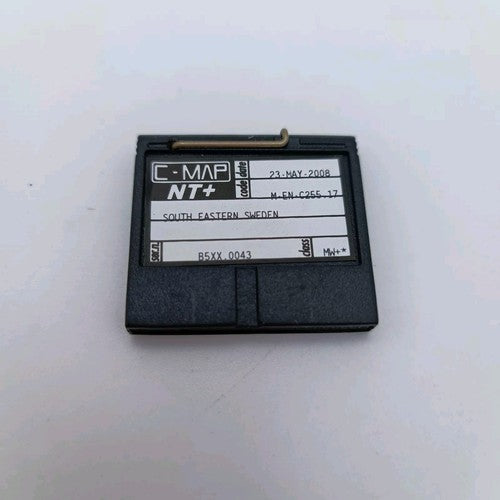 C-MAP
NT+
date 23-MAY-2008
code M-EN-C255.17
SOUTH EASTERN SWEDEN
ser.n. B5XX.0043
class MW+*